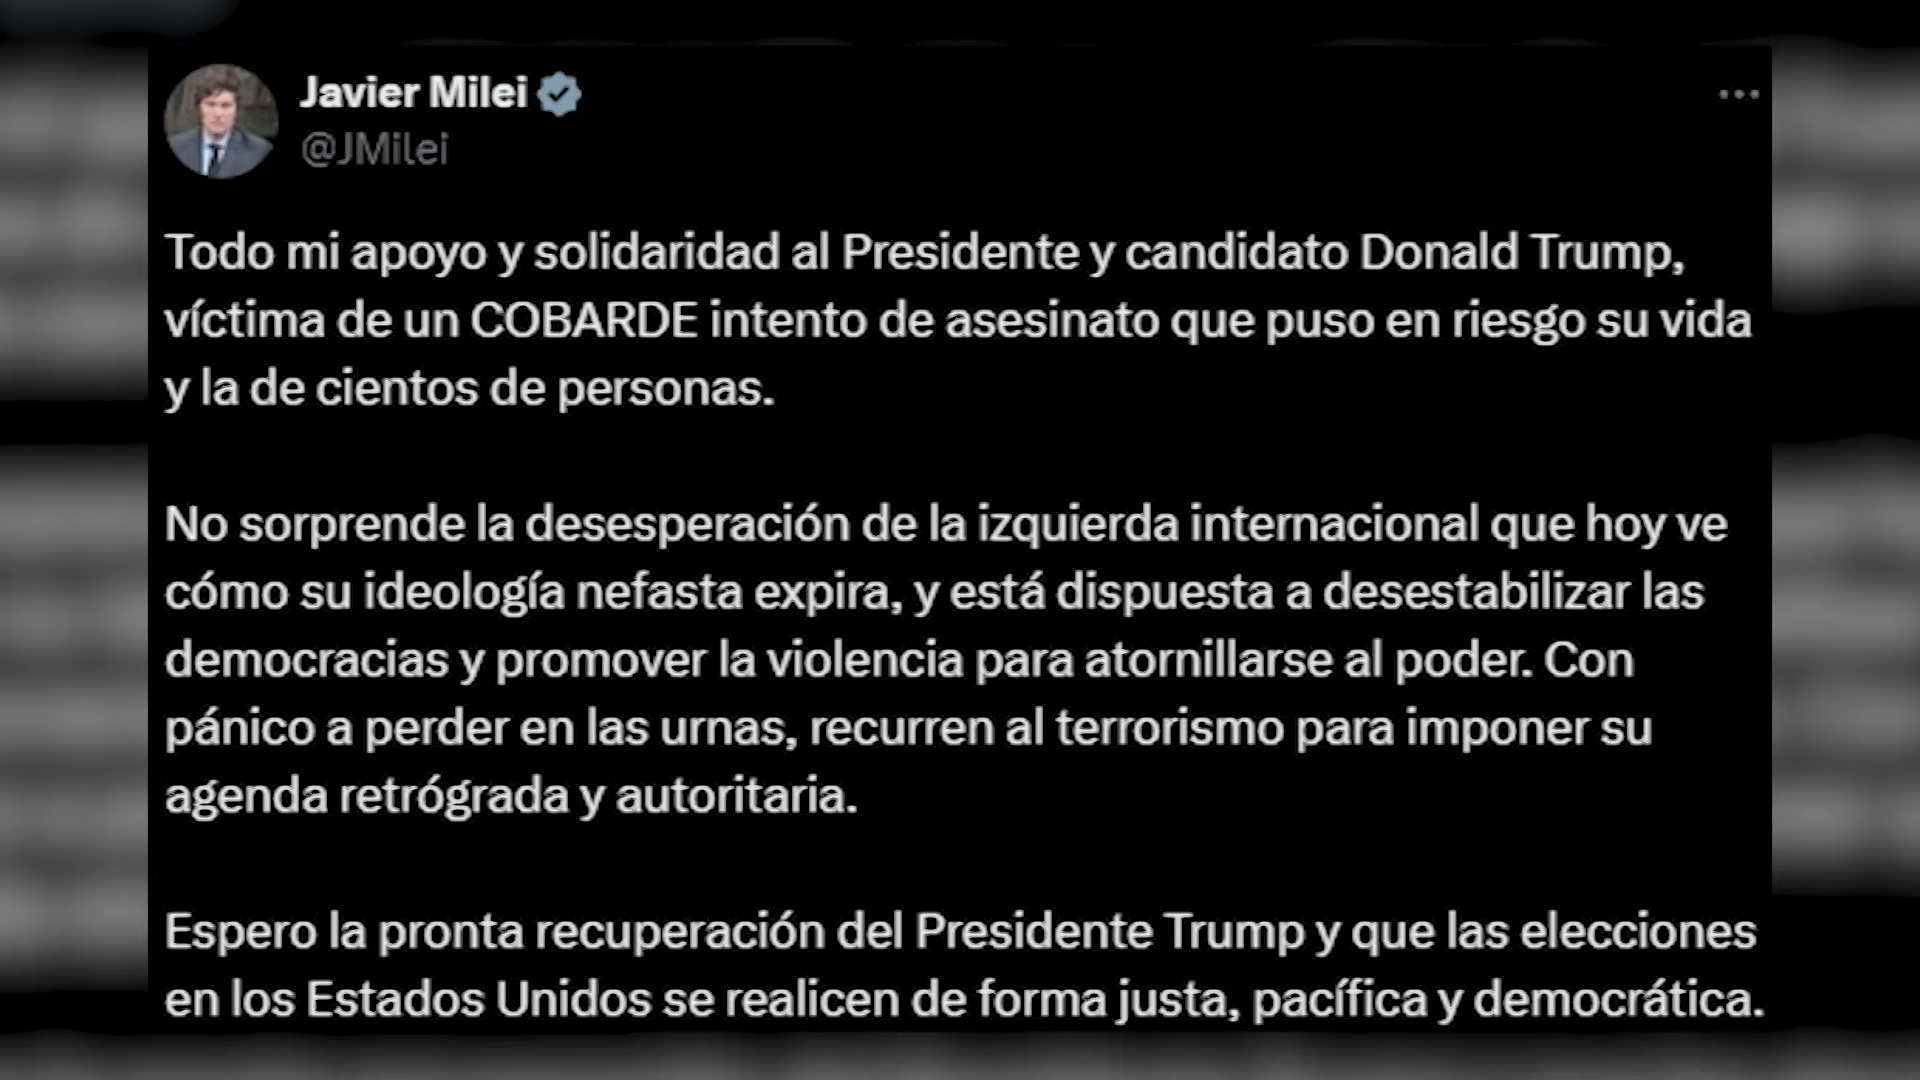 Javier Milei
@JMilei
Todo mi apoyo y solidaridad al Presidente y candidato Donald Trump,
víctima de un COBARDE intento de asesinato que puso en riesgo su vida
y la de cientos de personas.
No sorprende la desesperación de la izquierda internacional que hoy ve
cómo su ideología nefasta expira, y está dispuesta a desestabilizar las
democracias y promover la violencia para atornillarse al poder. Con
pánico a perder en las urnas, recurren al terrorismo para imponer su
agenda retrógrada y autoritaria.
Espero la pronta recuperación del Presidente Trump y que las elecciones
en los Estados Unidos se realicen de forma justa, pacífica y democrática.